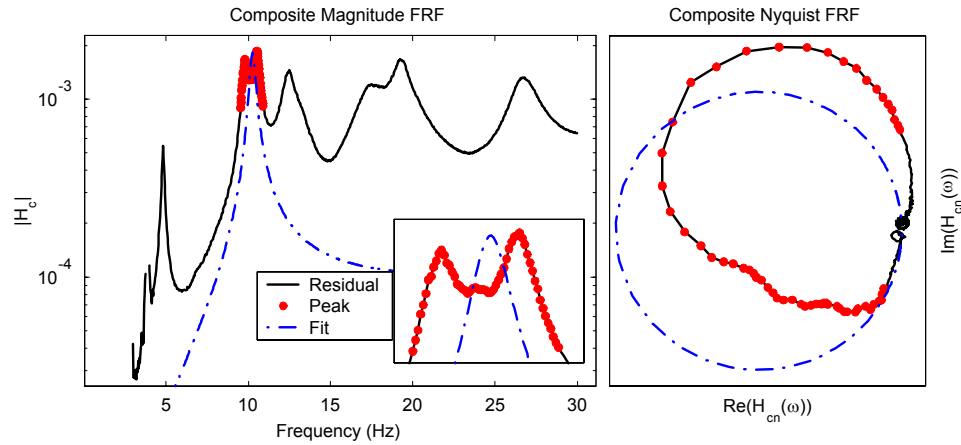 Composite Magnitude FRF
Composite Nyquist FRF
10^-3
10^-4
|H_c|
Residual
Peak
Fit
5
10
15
20
25
30
Frequency (Hz)
Re(H_cn(ω))
Im(H_cn(ω))